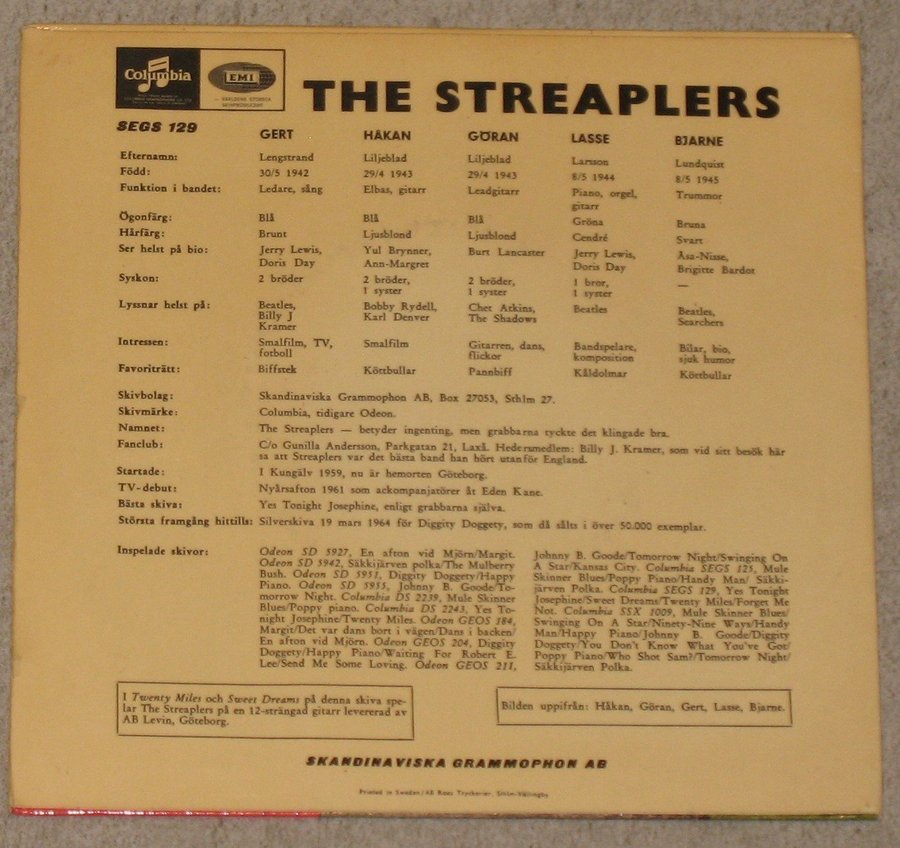 Columbia
EMI
VÄRLDENS STÖRSTA
THE STREAPLERS
SEGS 129
GERT HÅKAN GÖRAN LASSE BJARNE
Efternamn: Lengstrand Liljeblad Liljeblad Larsson Lundquist
Född: 30/5 1942 29/4 1943 29/4 1943 8/5 1944 8/5 1945
Funktion i bandet: Ledare, sång Elbas, gitarr Leadgitarr Piano, orgel, Trummor
gitarr
Ögonfärg: Blå Blå Blå Gröna Bruna
Hårfärg: Brunt Ljusblond Ljusblond Cendré Svart
Ser helst på bio: Jerry Lewis, Yul Brynner, Burt Lancaster Jerry Lewis, Åsa-Nisse,
Doris Day Ann-Margret Doris Day Brigitte Bardot
Syskon: 2 bröder 2 bröder, 2 bröder, 1 bror, —
1 syster 1 syster 1 syster
Lyssnar helst på: Beatles, Bobby Rydell, Chet Atkins, Beatles Beatles,
Billy J Karl Denver The Shadows Searchers
Kramer
Intressen: Smalfilm, TV, Smalfilm Gitarren, dans, Bandspelare, Bilar, bio,
fotboll flickor komposition sjuk humor
Favoriträtt: Biffstek Köttbullar Pannbiff Kåldolmar Köttbullar
Skivbolag: Skandinaviska Grammophon AB, Box 27053, Sthlm 27.
Skivmärke: Columbia, tidigare Odeon.
Namnet: The Streaplers — betyder ingenting, men grabbarna tyckte det klingade bra.
Fanclub: C/o Gunilla Andersson, Parkgatan 21, Laxå. Hedersmedlem: Billy J. Kramer, som vid sitt besök här
sa att Streaplers var det bästa band han hört utanför England.
Startade: I Kungälv 1959, nu är hemorten Göteborg.
TV-debut: Nyårsafton 1961 som ackompanjatörer åt Eden Kane.
Bästa skiva: Yes Tonight Josephine, enligt grabbarna själva.
Största framgång hittills: Silverskiva 19 mars 1964 för Diggity Doggety, som då sålts i över 50.000 exemplar.
Inspelade skivor: Odeon SD 5927, En afton vid Mjörn/Margit.
Odeon SD 5942, Säkkijärven polka/The Mulberry
Bush. Odeon SD 5951, Diggity Doggety/Happy
Piano. Odeon SD 5955, Johnny B. Goode/To-
morrow Night. Columbia DS 2239, Mule Skinner
Blues/Poppy piano. Columbia DS 2243, Yes To-
night Josephine/Twenty Miles. Odeon GEOS 184,
Margit/Det var dans bort i vägen/Dans i backen/
En afton vid Mjörn. Odeon GEOS 204, Diggity
Doggety/Happy Piano/Waiting For Robert E.
Lee/Send Me Some Loving. Odeon GEOS 211,
Johnny B. Goode/Tomorrow Night/Swinging On
A Star/Kansas City. Columbia SEGS 125, Mule
Skinner Blues/Poppy Piano/Handy Man/ Säkki-
järven Polka. Columbia SEGS 129, Yes Tonight
Josephine/Sweet Dreams/Twenty Miles/Forget Me
Not. Columbia SSX 1009, Mule Skinner Blues/
Swinging On A Star/Ninety-Nine Ways/Handy
Man/Happy Piano/Johnny B. Goode/Diggity
Doggety/You Don't Know What You've Got/
Poppy Piano/Who Shot Sam?/Tomorrow Night/
Säkkijärven Polka.
I Twenty Miles och Sweet Dreams på denna skiva spe-
lar The Streaplers på en 12-strängad gitarr levererad av
AB Levin, Göteborg.
Bilden uppifrån: Håkan, Göran, Gert, Lasse, Bjarne.
SKANDINAVISKA GRAMMOPHON AB
Printed in Sweden / AB Roos Tryckerier, Sthlm-Vällingby